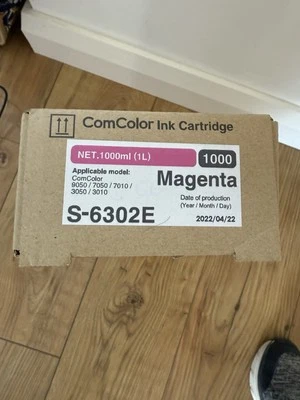 ComColor Ink Cartridge
NET.1000ml (1L)
1000
Applicable model:
ComColor
9050 / 7050 / 7010 /
3050 / 3010
Magenta
S-6302E
Date of production
(Year / Month / Day)
2022/04/22